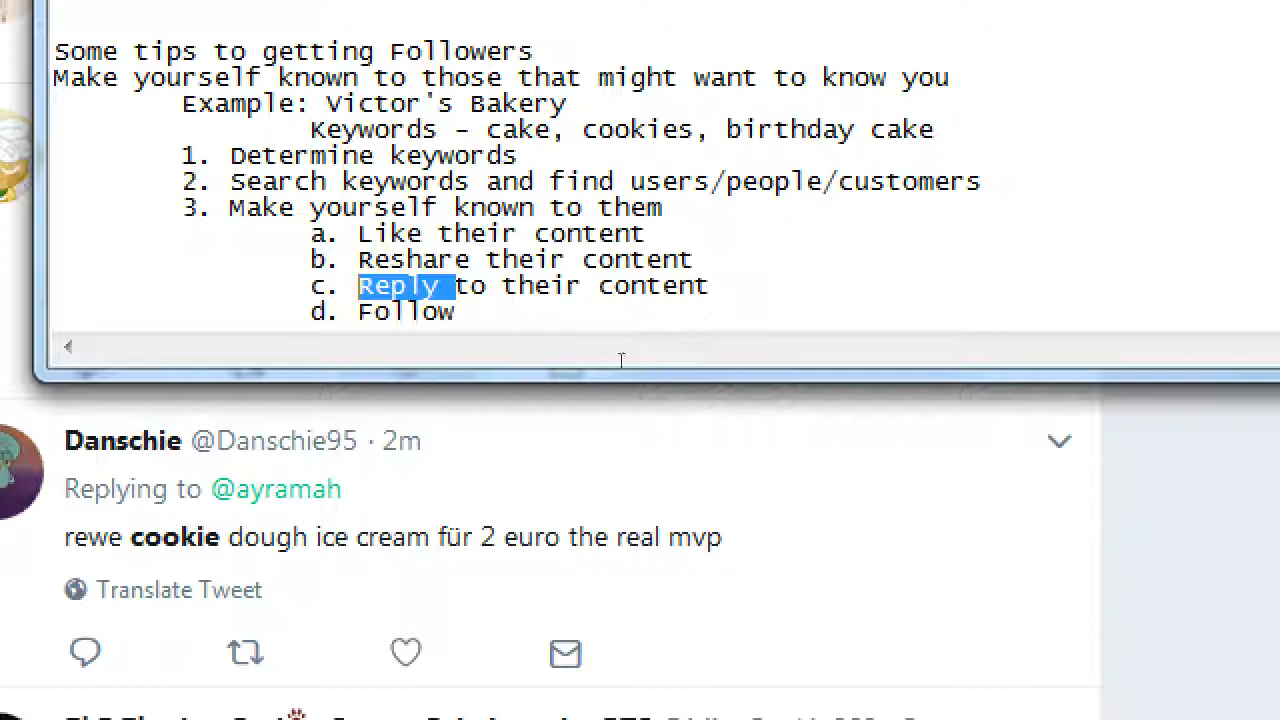 Some tips to getting Followers
Make yourself known to those that might want to know you
Example: Victor's Bakery
Keywords - cake, cookies, birthday cake
1. Determine keywords
2. Search keywords and find users/people/customers
3. Make yourself known to them
a. Like their content
b. Reshare their content
c. Reply to their content
d. Follow
Danschie @Danschie95 · 2m
Replying to @ayramah
rewe cookie dough ice cream für 2 euro the real mvp
Translate Tweet